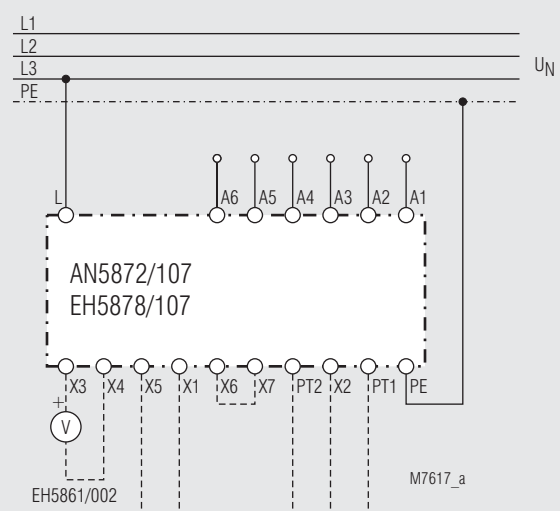 L1
L2
L3
UN
PE
L A6 A5 A4 A3 A2 A1
AN5872/107
EH5878/107
X3 X4 X5 X1 X6 X7 PT2 X2 PT1 PE
+
V
M7617_a
EH5861/002